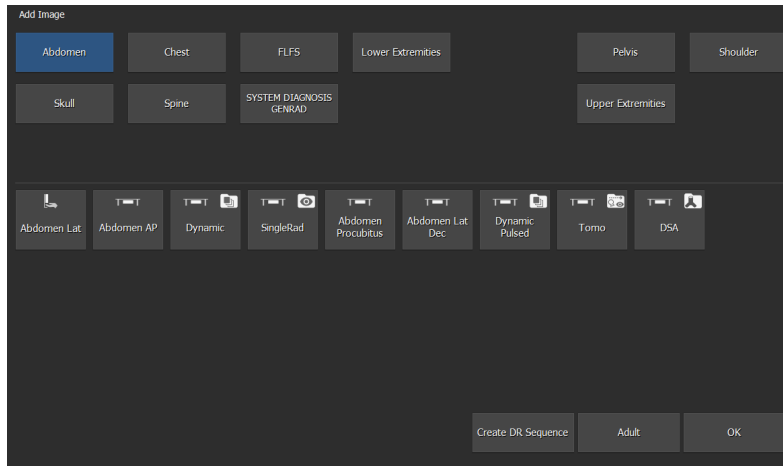 Add Image
Abdomen
Chest
FLFS
Lower Extremities
Pelvis
Shoulder
Skull
Spine
SYSTEM DIAGNOSIS
GENRAD
Upper Extremities
Abdomen Lat
Abdomen AP
Dynamic
SingleRad
Abdomen
Procubitus
Abdomen Lat
Dec
Dynamic
Pulsed
Tomo
DSA
Create DR Sequence
Adult
OK